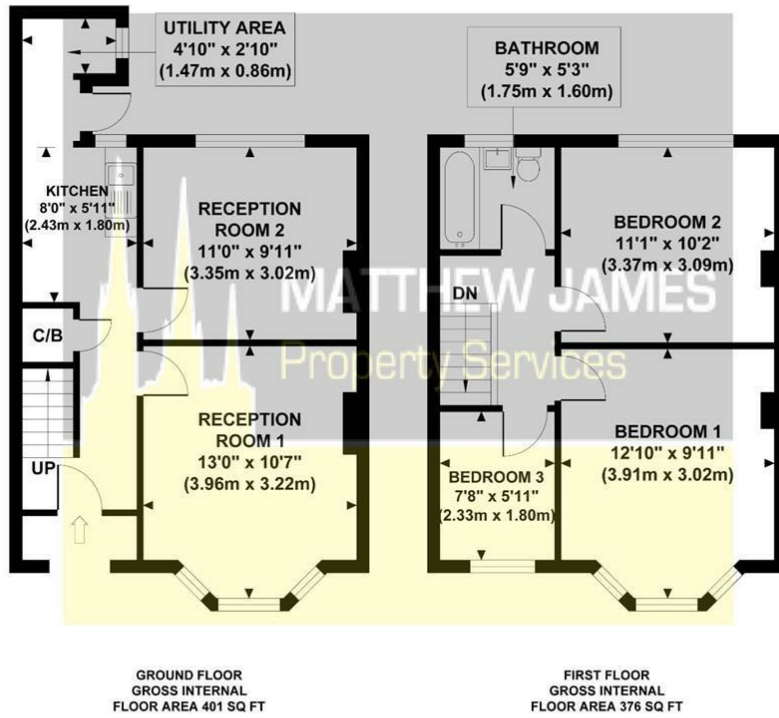 UTILITY AREA
4'10" x 2'10"
(1.47m x 0.86m)
BATHROOM
5'9" x 5'3"
(1.75m x 1.60m)
KITCHEN
8'0" x 5'11"
(2.43m x 1.80m)
RECEPTION
ROOM 2
11'0" x 9'11"
(3.35m x 3.02m)
BEDROOM 2
11'1" x 10'2"
(3.37m x 3.09m)
MATTHEW JAMES
Property Services
C/B
DN
RECEPTION
ROOM 1
13'0" x 10'7"
(3.96m x 3.22m)
UP
BEDROOM 3
7'8" x 5'11"
(2.33m x 1.80m)
BEDROOM 1
12'10" x 9'11"
(3.91m x 3.02m)
GROUND FLOOR
GROSS INTERNAL
FLOOR AREA 401 SQ FT
FIRST FLOOR
GROSS INTERNAL
FLOOR AREA 376 SQ FT